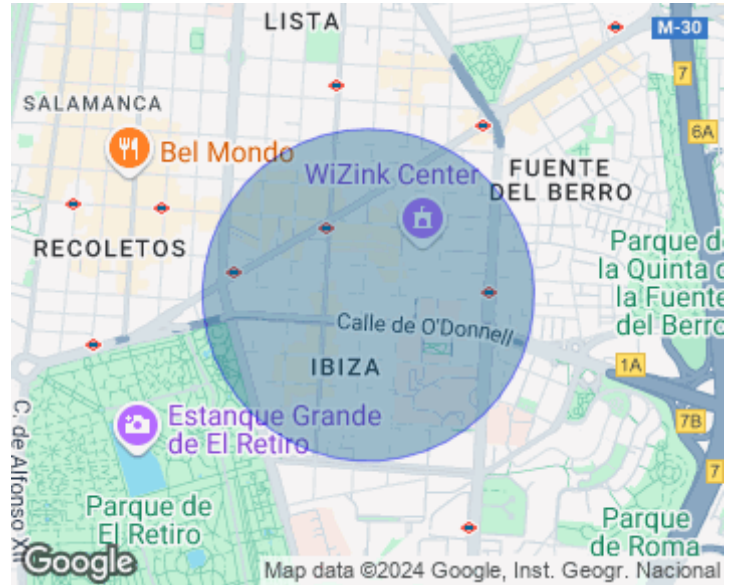 LISTA
M-30
7
SALAMANCA
6A
Bel Mondo
WiZink Center
FUENTE
DEL BERRO
RECOLETOS
Parque d
la Quinta d
la Fuente
del Berro
Calle de O'Donnell
IBIZA
1A
Estanque Grande
de El Retiro
7B
C. de Alfonso XII
7
Parque de
El Retiro
Parque
de Roma
Google
Map data ©2024 Google, Inst. Geogr. Nacional